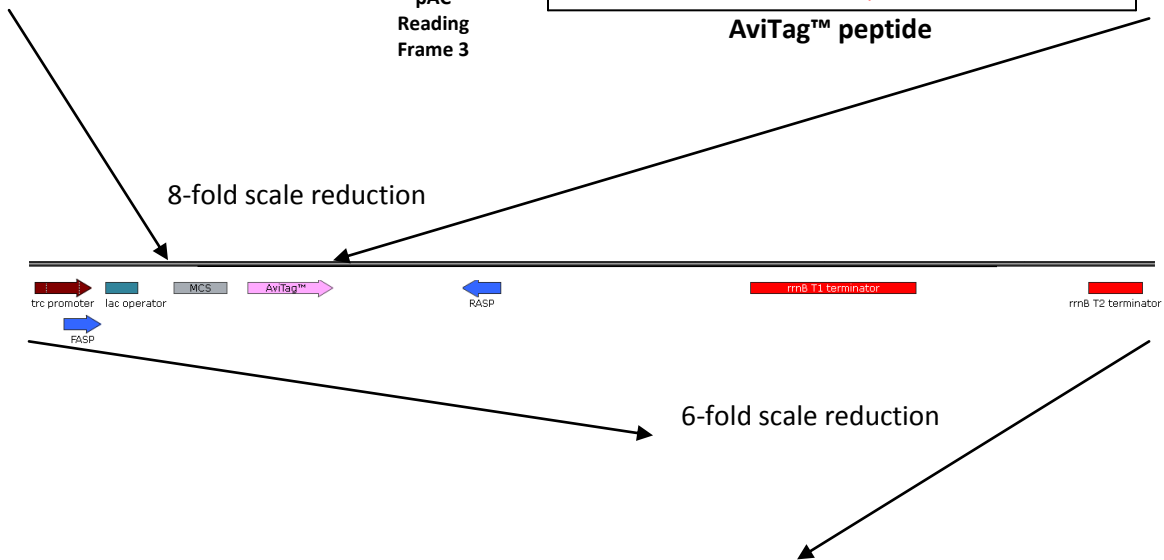 pAC
Reading
Frame 3
AviTag™ peptide
8-fold scale reduction
MCS
AviTag™
RASP
rrnB T1 terminator
trc promoter
lac operator
rrnB T2 terminator
FASP
6-fold scale reduction